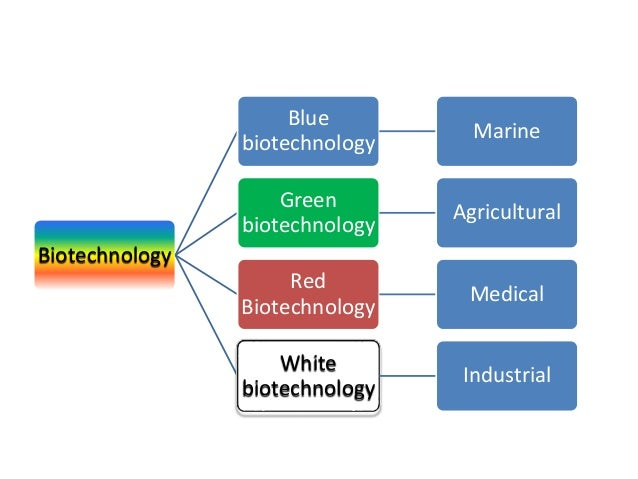 Biotechnology
Blue
biotechnology
Marine
Green
biotechnology
Agricultural
Red
Biotechnology
Medical
White
biotechnology
Industrial